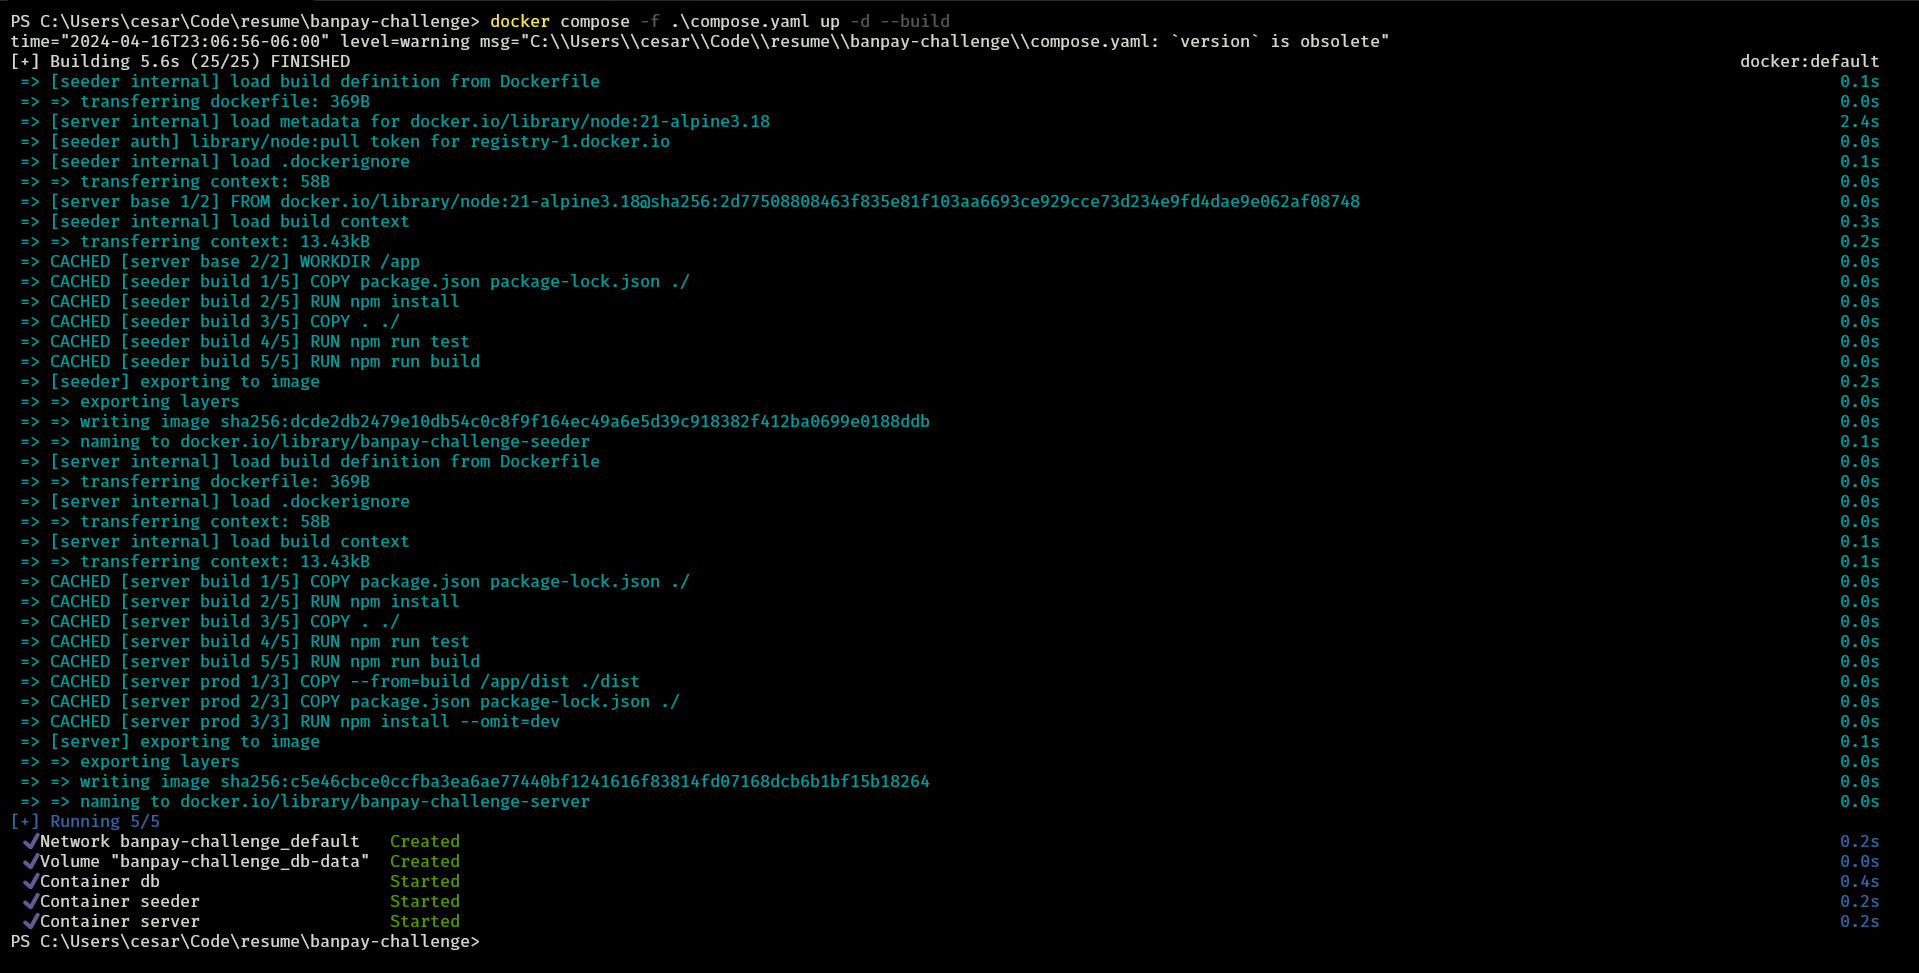 PS C:\Users\cesar\Code\resume\banpay-challenge> docker compose -f .\compose.yaml up -d --build
time="2024-04-16T23:06:56-06:00" level=warning msg="C:\\Users\\cesar\\Code\\resume\\banpay-challenge\\compose.yaml: `version` is obsolete"
[+] Building 5.6s (25/25) FINISHED docker:default
=> [seeder internal] load build definition from Dockerfile 0.1s
=> => transferring dockerfile: 369B 0.0s
=> [server internal] load metadata for docker.io/library/node:21-alpine3.18 2.4s
=> [seeder auth] library/node:pull token for registry-1.docker.io 0.0s
=> [seeder internal] load .dockerignore 0.1s
=> => transferring context: 58B 0.0s
=> [server base 1/2] FROM docker.io/library/node:21-alpine3.18@sha256:2d77508808463f835e81f103aa6693ce929cce73d234e9fd4dae9e062af08748 0.0s
=> [seeder internal] load build context 0.3s
=> => transferring context: 13.43kB 0.2s
=> CACHED [server base 2/2] WORKDIR /app 0.0s
=> CACHED [seeder build 1/5] COPY package.json package-lock.json ./ 0.0s
=> CACHED [seeder build 2/5] RUN npm install 0.0s
=> CACHED [seeder build 3/5] COPY . ./ 0.0s
=> CACHED [seeder build 4/5] RUN npm run test 0.0s
=> CACHED [seeder build 5/5] RUN npm run build 0.0s
=> [seeder] exporting to image 0.2s
=> => exporting layers 0.0s
=> => writing image sha256:dcde2db2479e10db54c0c8f9f164ec49a6e5d39c918382f412ba0699e0188ddb 0.0s
=> => naming to docker.io/library/banpay-challenge-seeder 0.1s
=> [server internal] load build definition from Dockerfile 0.0s
=> => transferring dockerfile: 369B 0.0s
=> [server internal] load .dockerignore 0.0s
=> => transferring context: 58B 0.0s
=> [server internal] load build context 0.1s
=> => transferring context: 13.43kB 0.1s
=> CACHED [server build 1/5] COPY package.json package-lock.json ./ 0.0s
=> CACHED [server build 2/5] RUN npm install 0.0s
=> CACHED [server build 3/5] COPY . ./ 0.0s
=> CACHED [server build 4/5] RUN npm run test 0.0s
=> CACHED [server build 5/5] RUN npm run build 0.0s
=> CACHED [server prod 1/3] COPY --from=build /app/dist ./dist 0.0s
=> CACHED [server prod 2/3] COPY package.json package-lock.json ./ 0.0s
=> CACHED [server prod 3/3] RUN npm install --omit=dev 0.0s
=> [server] exporting to image 0.1s
=> => exporting layers 0.0s
=> => writing image sha256:c5e46cbce0ccfba3ea6ae77440bf1241616f83814fd07168dcb6b1bf15b18264 0.0s
=> => naming to docker.io/library/banpay-challenge-server 0.0s
[+] Running 5/5
✔Network banpay-challenge_default Created 0.2s
✔Volume "banpay-challenge_db-data" Created 0.0s
✔Container db Started 0.4s
✔Container seeder Started 0.2s
✔Container server Started 0.2s
PS C:\Users\cesar\Code\resume\banpay-challenge>